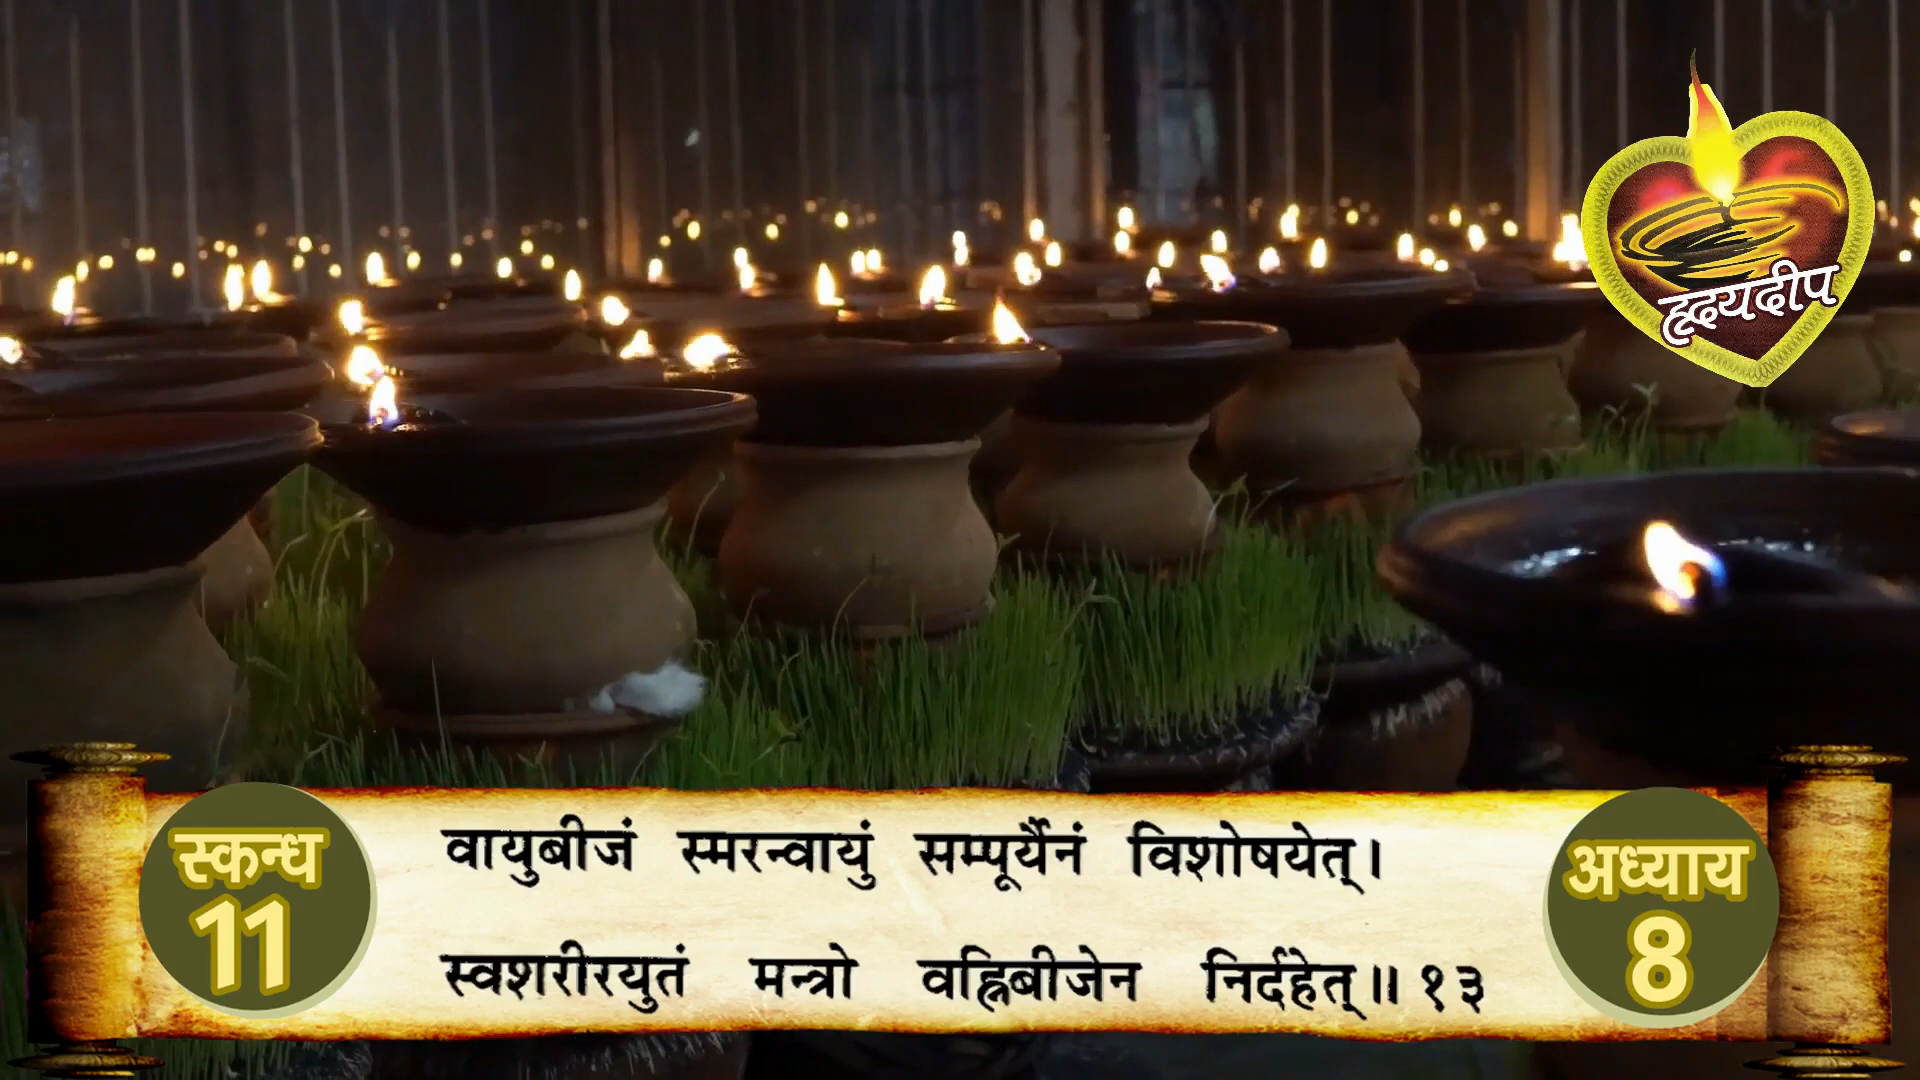 हृदयदीप
स्कन्ध
11
वायुबीजं स्मरन्वायुं सम्पूर्यैनं विशोषयेत्।
स्वशरीरयुतं मन्त्रो वह्निबीजेन निर्दहेत्॥ १३
अध्याय
8